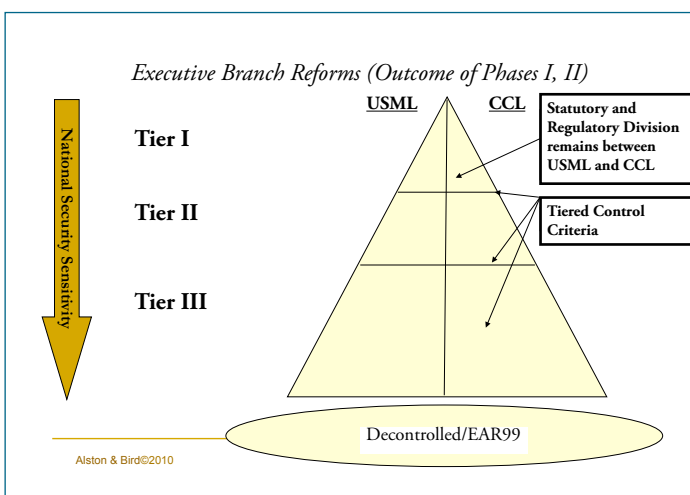 Executive Branch Reforms (Outcome of Phases I, II)
USML
CCL
Statutory and
Regulatory Division
remains between
USML and CCL
National Security Sensitivity
Tier I
Tier II
Tiered Control
Criteria
Tier III
Decontrolled/EAR99
Alston & Bird©2010